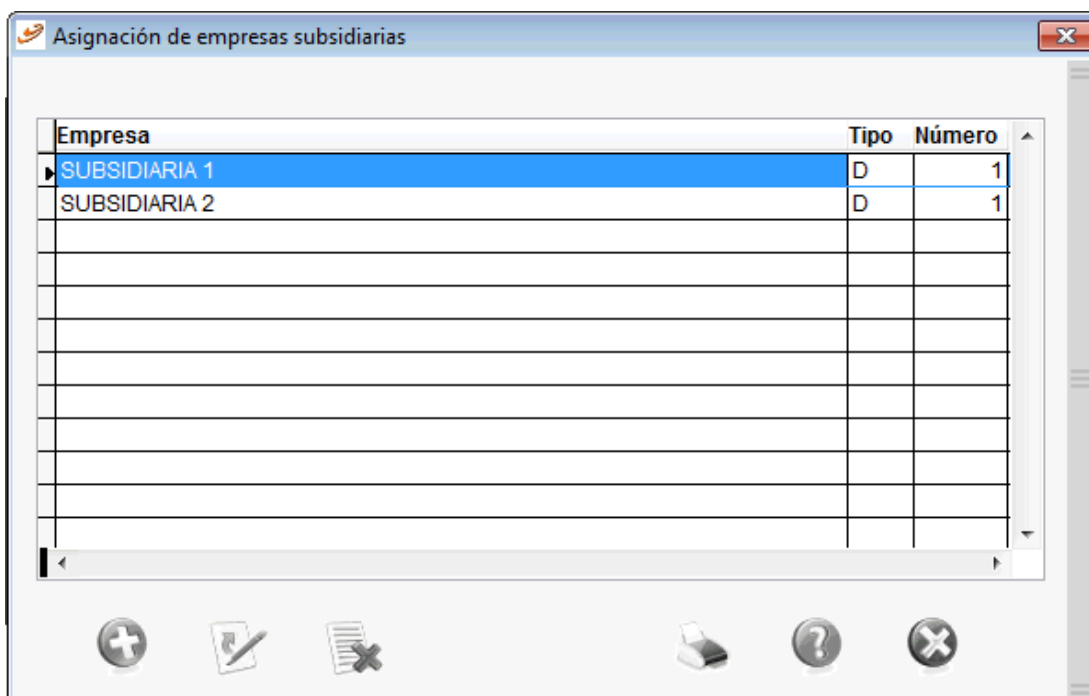 Asignación de empresas subsidiarias
Empresa Tipo Número
SUBSIDIARIA 1 D 1
SUBSIDIARIA 2 D 1